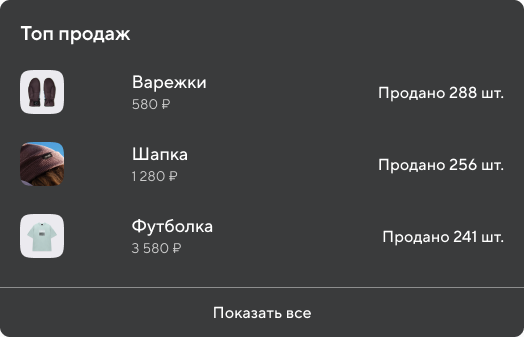 Топ продаж
Варежки
580 ₽
Продано 288 шт.
Шапка
1 280 ₽
Продано 256 шт.
Футболка
3 580 ₽
Продано 241 шт.
Показать все